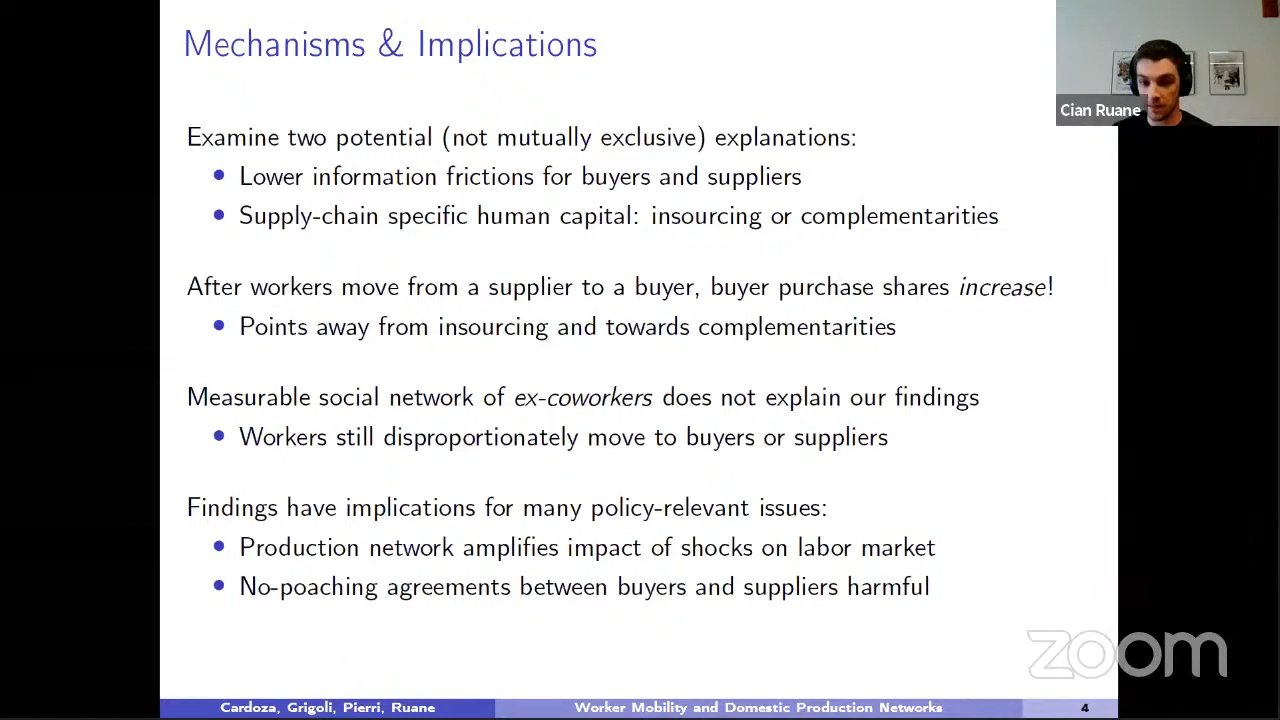 Mechanisms & Implications
Cian Ruane
Examine two potential (not mutually exclusive) explanations:
Lower information frictions for buyers and suppliers
Supply-chain specific human capital: insourcing or complementarities
After workers move from a supplier to a buyer, buyer purchase shares increase!
Points away from insourcing and towards complementarities
Measurable social network of ex-coworkers does not explain our findings
Workers still disproportionately move to buyers or suppliers
Findings have implications for many policy-relevant issues:
Production network amplifies impact of shocks on labor market
No-poaching agreements between buyers and suppliers harmful
zoom
Cardoza, Grigoli, Pierri, Ruane Worker Mobility and Domestic Production Networks 4